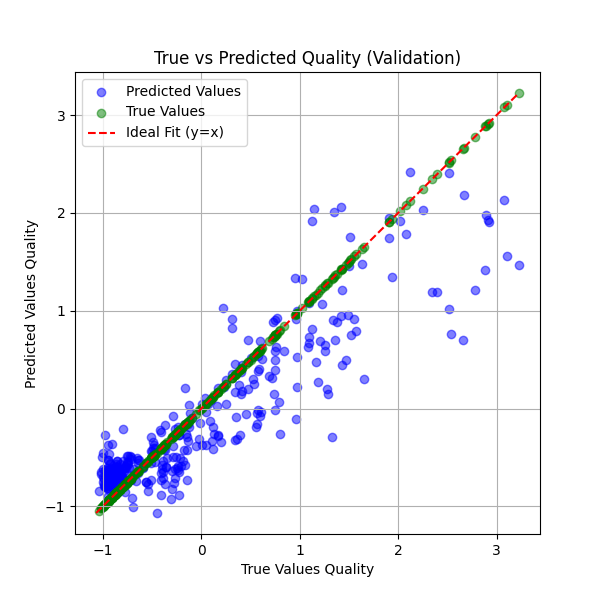 True vs Predicted Quality (Validation)
Predicted Values
True Values
Ideal Fit (y=x)
Predicted Values Quality
3
2
1
0
−1
−1
0
1
2
3
True Values Quality